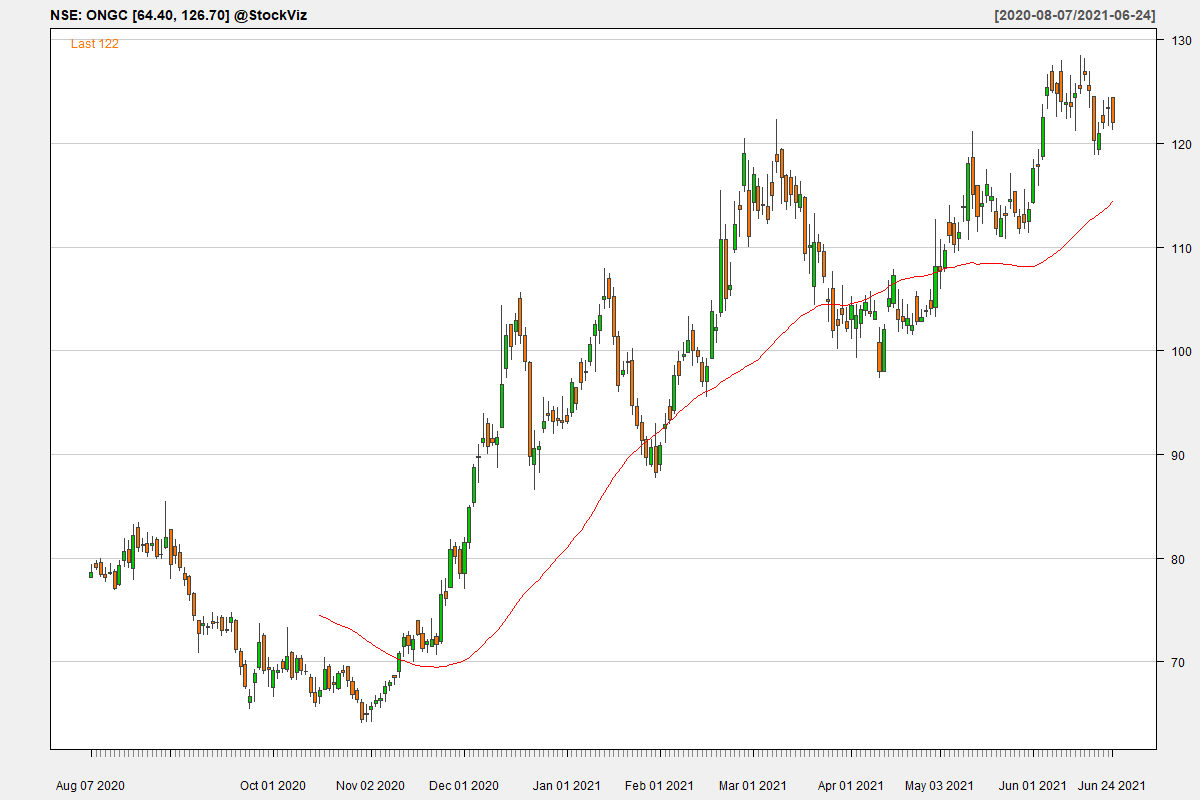 NSE: ONGC [64.40, 126.70] @StockViz
[2020-08-07/2021-06-24]
Last 122
130
120
110
100
90
80
70
Aug 07 2020
Oct 01 2020
Nov 02 2020
Dec 01 2020
Jan 01 2021
Feb 01 2021
Mar 01 2021
Apr 01 2021
May 03 2021
Jun 01 2021
Jun 24 2021